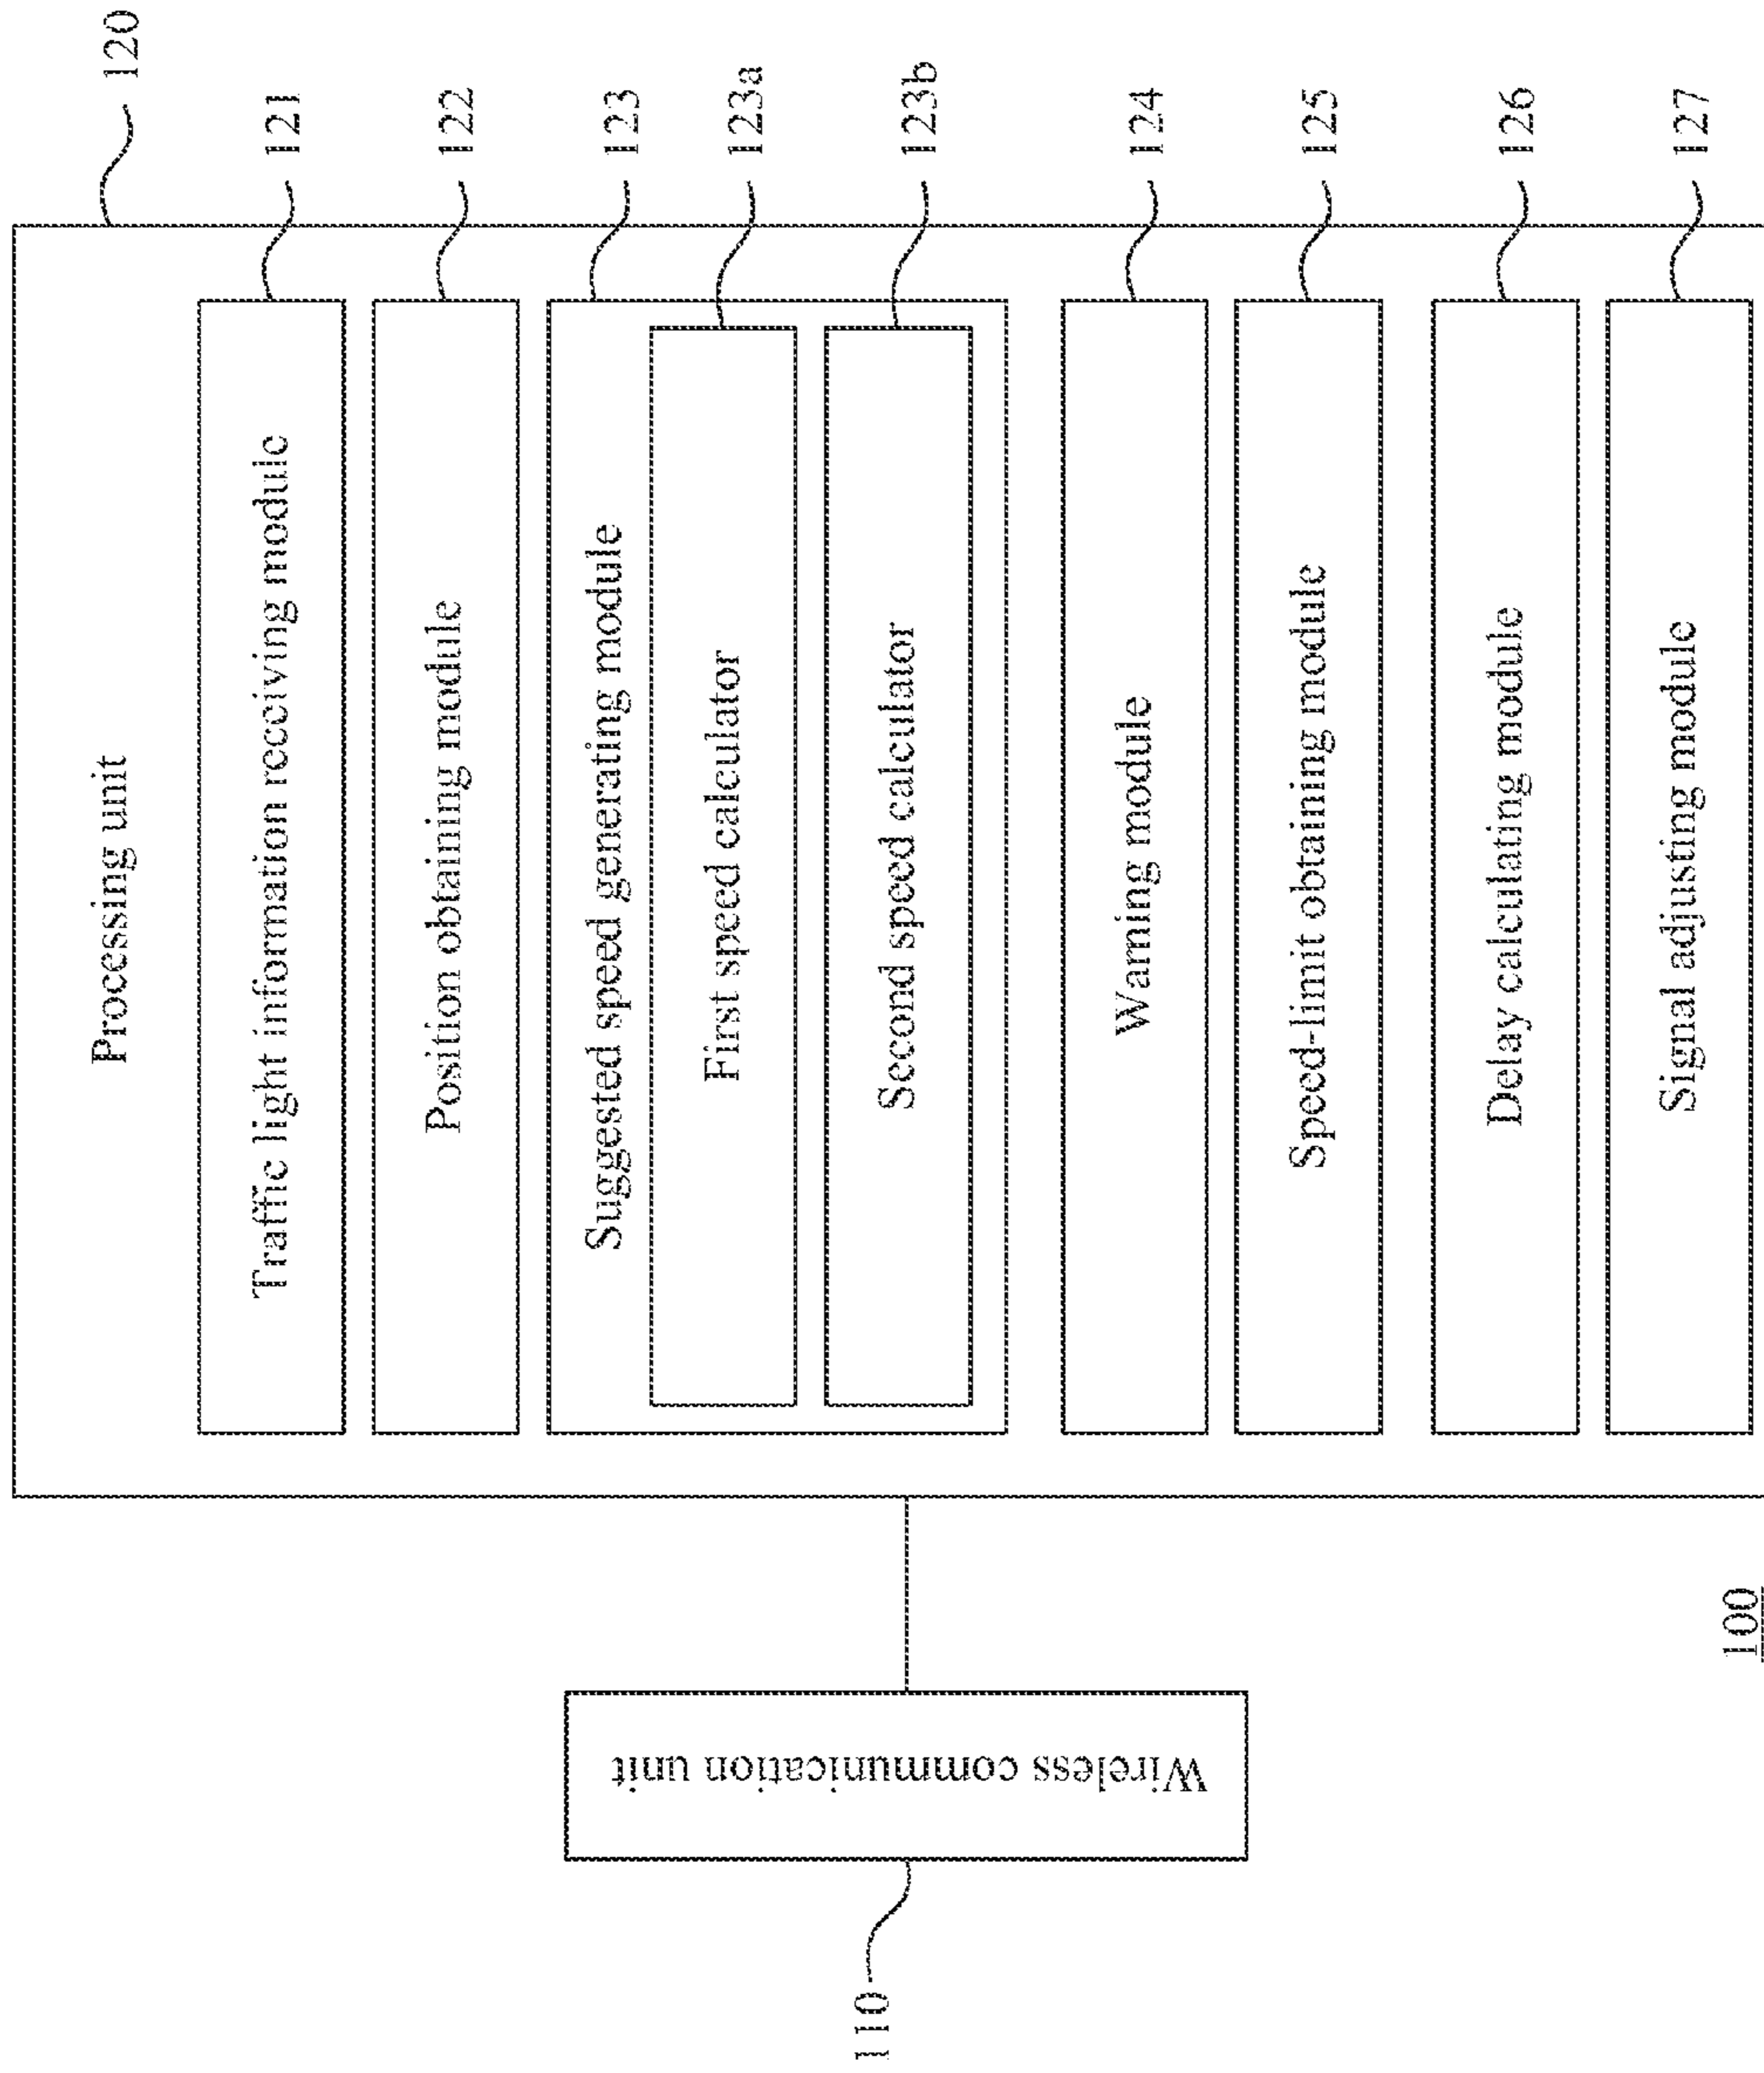 Processing unit
120
Traffic light information receiving module
121
Position obtaining module
122
Suggested speed generating module
123
First speed calculator
123a
Second speed calculator
123b
Warning module
124
Speed-limit obtaining module
125
Delay calculating module
126
Signal adjusting module
127
Wireless communication unit
110
100